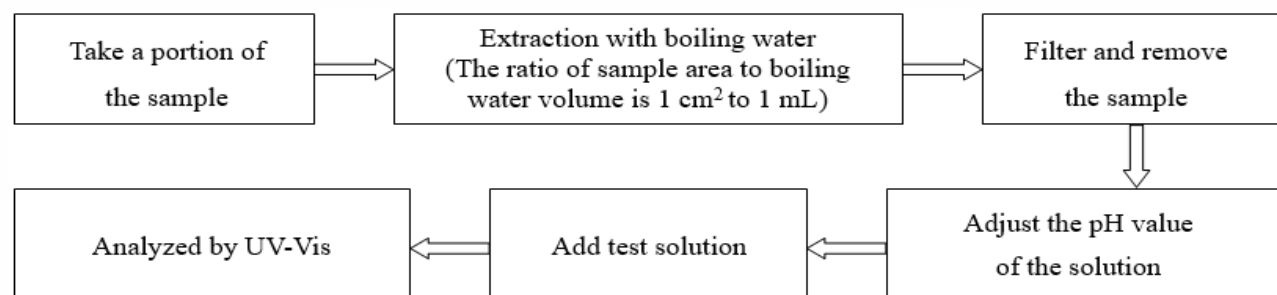 Take a portion of
the sample
Extraction with boiling water
(The ratio of sample area to boiling
water volume is 1 cm² to 1 mL)
Filter and remove
the sample
Adjust the pH value
of the solution
Add test solution
Analyzed by UV-Vis